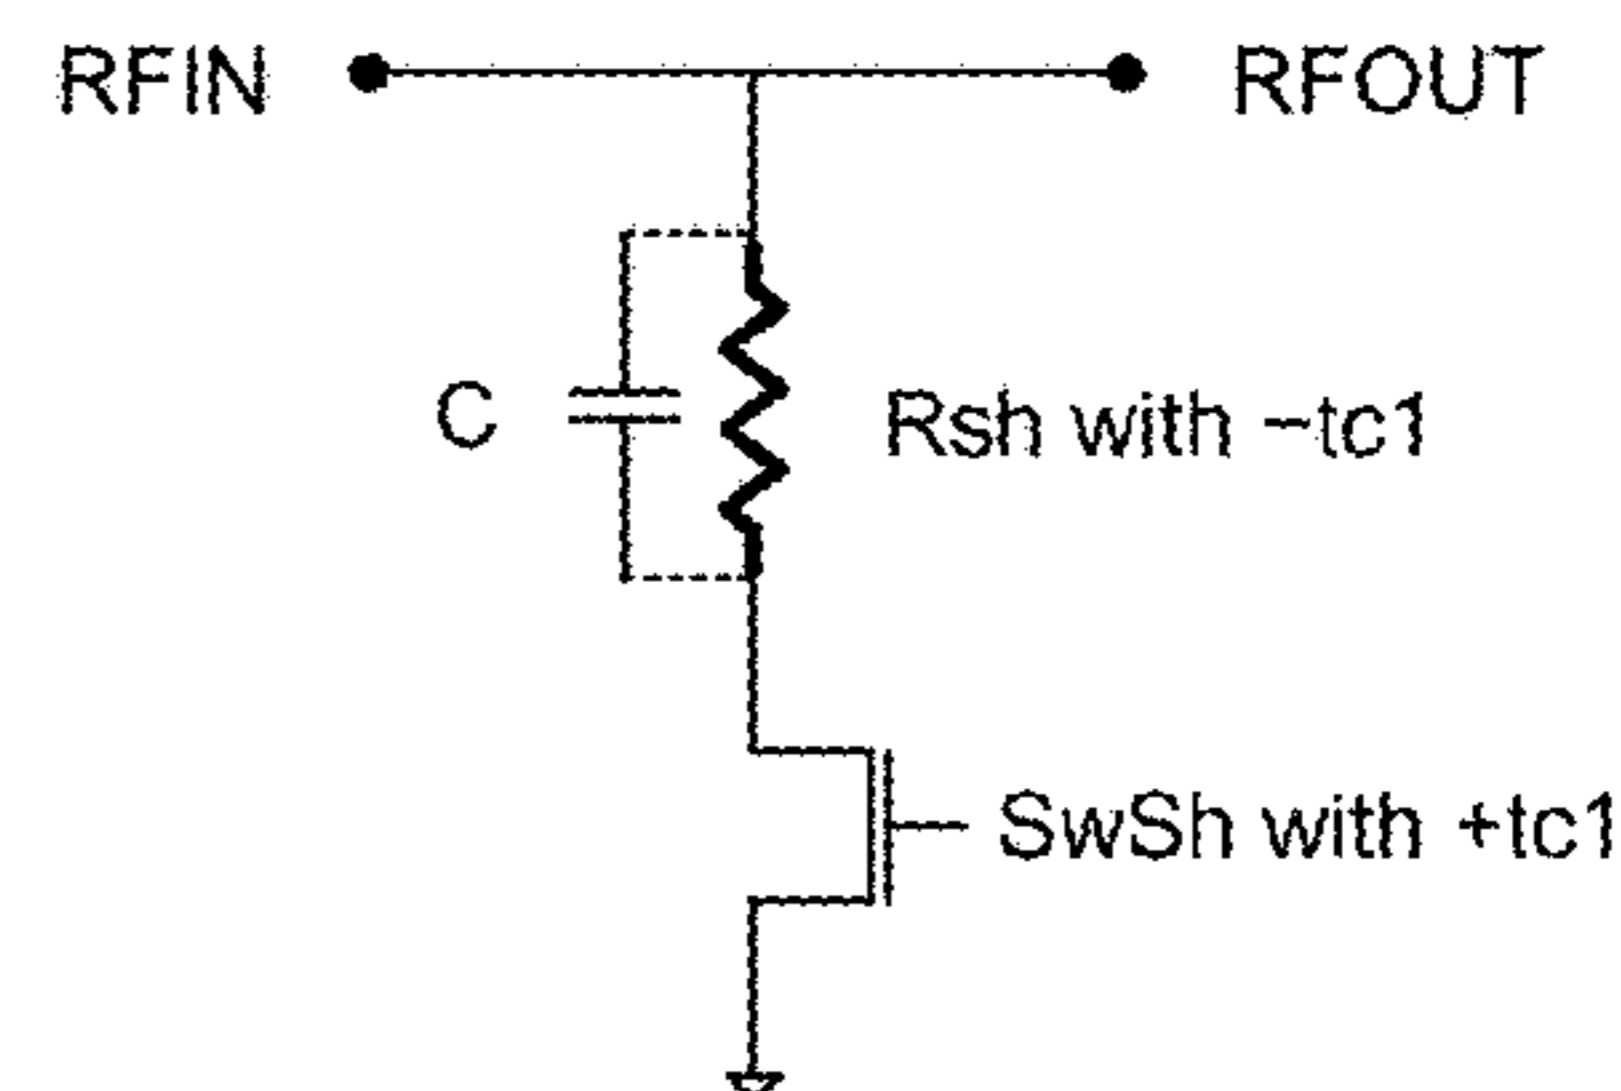 RFIN
RFOUT
C
Rsh with −tc1
SwSh with +tc1